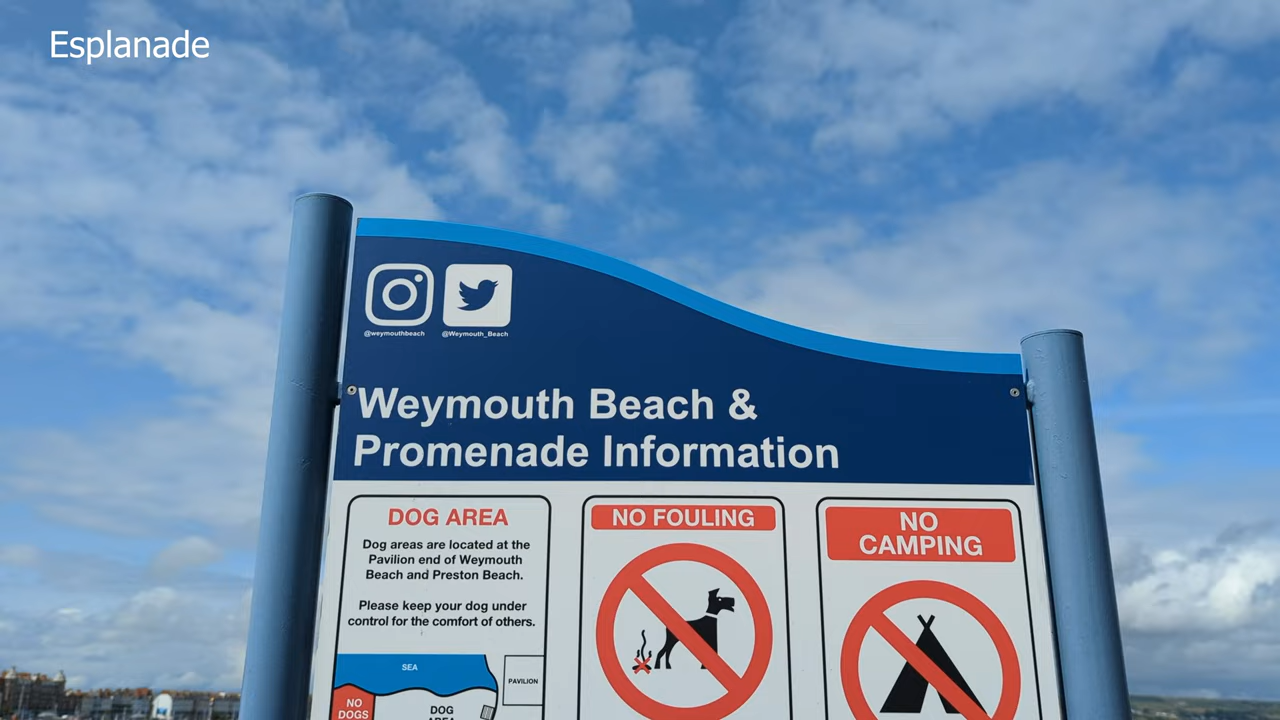 Esplanade
@weymouthbeach
@Weymouth_Beach
Weymouth Beach &
Promenade Information
DOG AREA
Dog areas are located at the
Pavilion end of Weymouth
Beach and Preston Beach.
Please keep your dog under
control for the comfort of others.
SEA
PAVILION
NO
DOGS
DOG
AREA
NO FOULING
NO
CAMPING